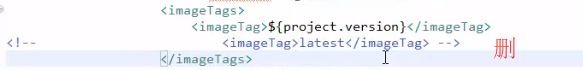 <imageTags>
<imageTag>${project.version}</imageTag>
<!-- <imageTag>latest</imageTag> -->
</imageTags>
删